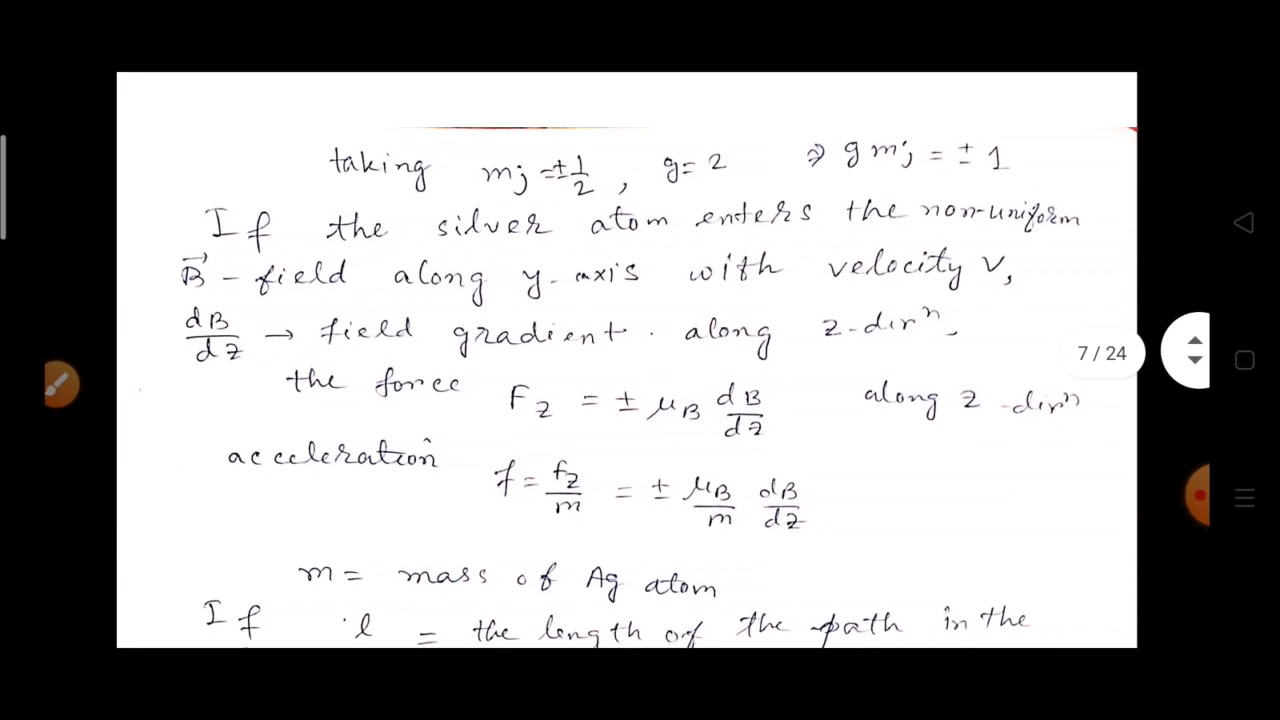 taking mj = ±1/2 , g = 2 ⇒ g mj = ± 1
If the silver atom enters the non-uniform
B⃗ - field along y-axis with velocity v,
dB/dz → field gradient. along z-dirⁿ.
7 / 24
the force Fz = ± μB dB/dz along z-dirⁿ
acceleration f = fz/m = ± μB/m dB/dz
m = mass of Ag atom
If l = the length of the path in the